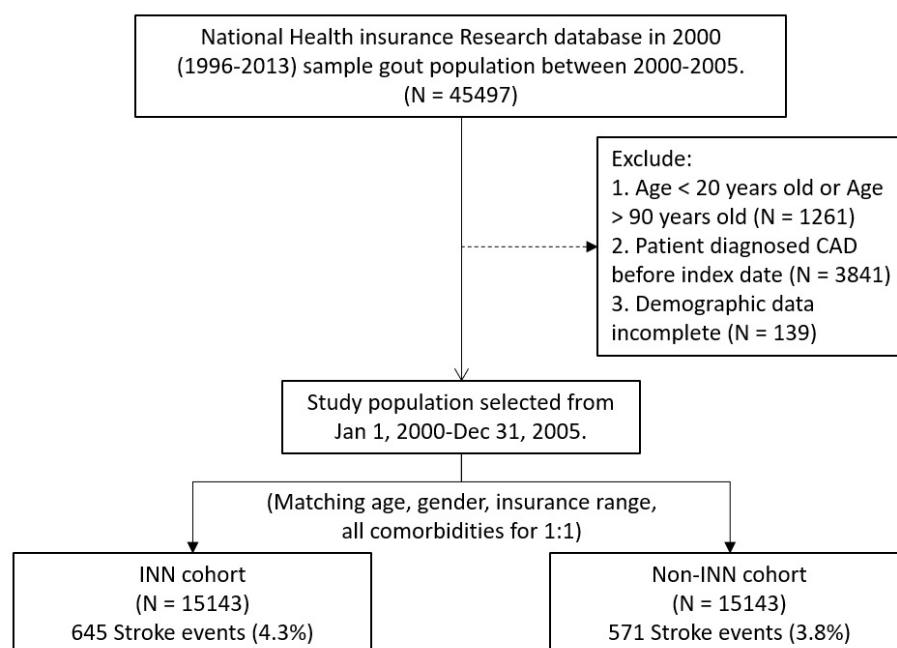 National Health insurance Research database in 2000
(1996-2013) sample gout population between 2000-2005.
(N = 45497)
Exclude:
1. Age < 20 years old or Age
> 90 years old (N = 1261)
2. Patient diagnosed CAD
before index date (N = 3841)
3. Demographic data
incomplete (N = 139)
Study population selected from
Jan 1, 2000-Dec 31, 2005.
(Matching age, gender, insurance range,
all comorbidities for 1:1)
INN cohort
(N = 15143)
645 Stroke events (4.3%)
Non-INN cohort
(N = 15143)
571 Stroke events (3.8%)